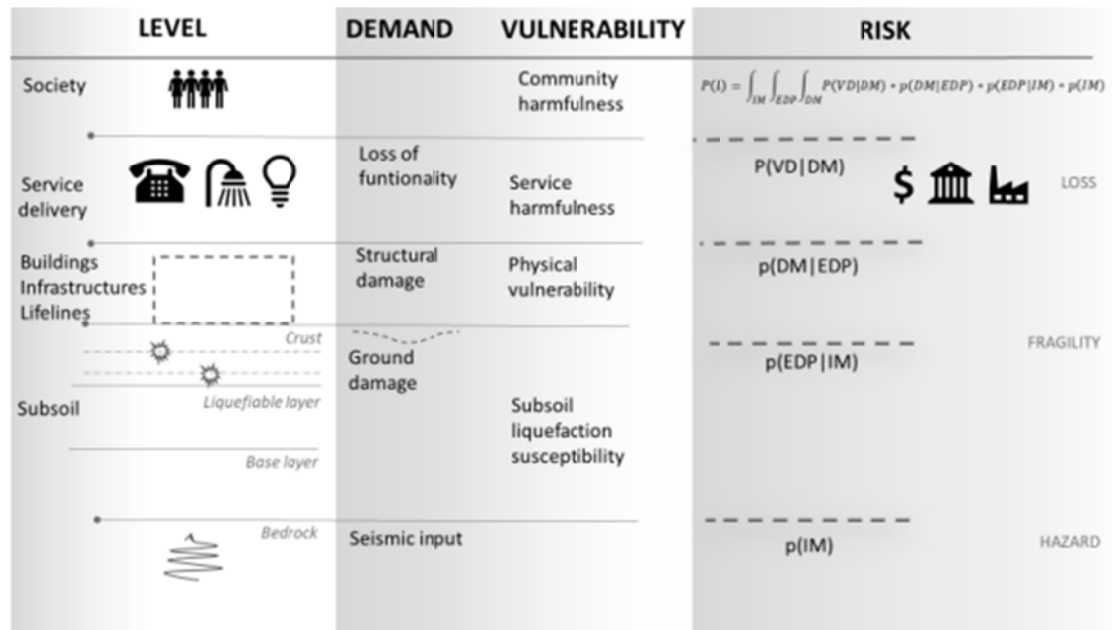 LEVEL
DEMAND
VULNERABILITY
RISK
Society
Community
harmfulness
P(I) = ∫IM ∫EDP ∫DM P(VD|DM) * p(DM|EDP) * p(EDP|IM) * p(IM)
Service
delivery
Loss of
funtionality
Service
harmfulness
P(VD|DM)
$
LOSS
Buildings
Infrastructures
Lifelines
Structural
damage
Physical
vulnerability
p(DM|EDP)
Crust
Ground
damage
p(EDP|IM)
FRAGILITY
Subsoil
Liquefiable layer
Subsoil
liquefaction
susceptibility
Base layer
Bedrock
Seismic input
p(IM)
HAZARD